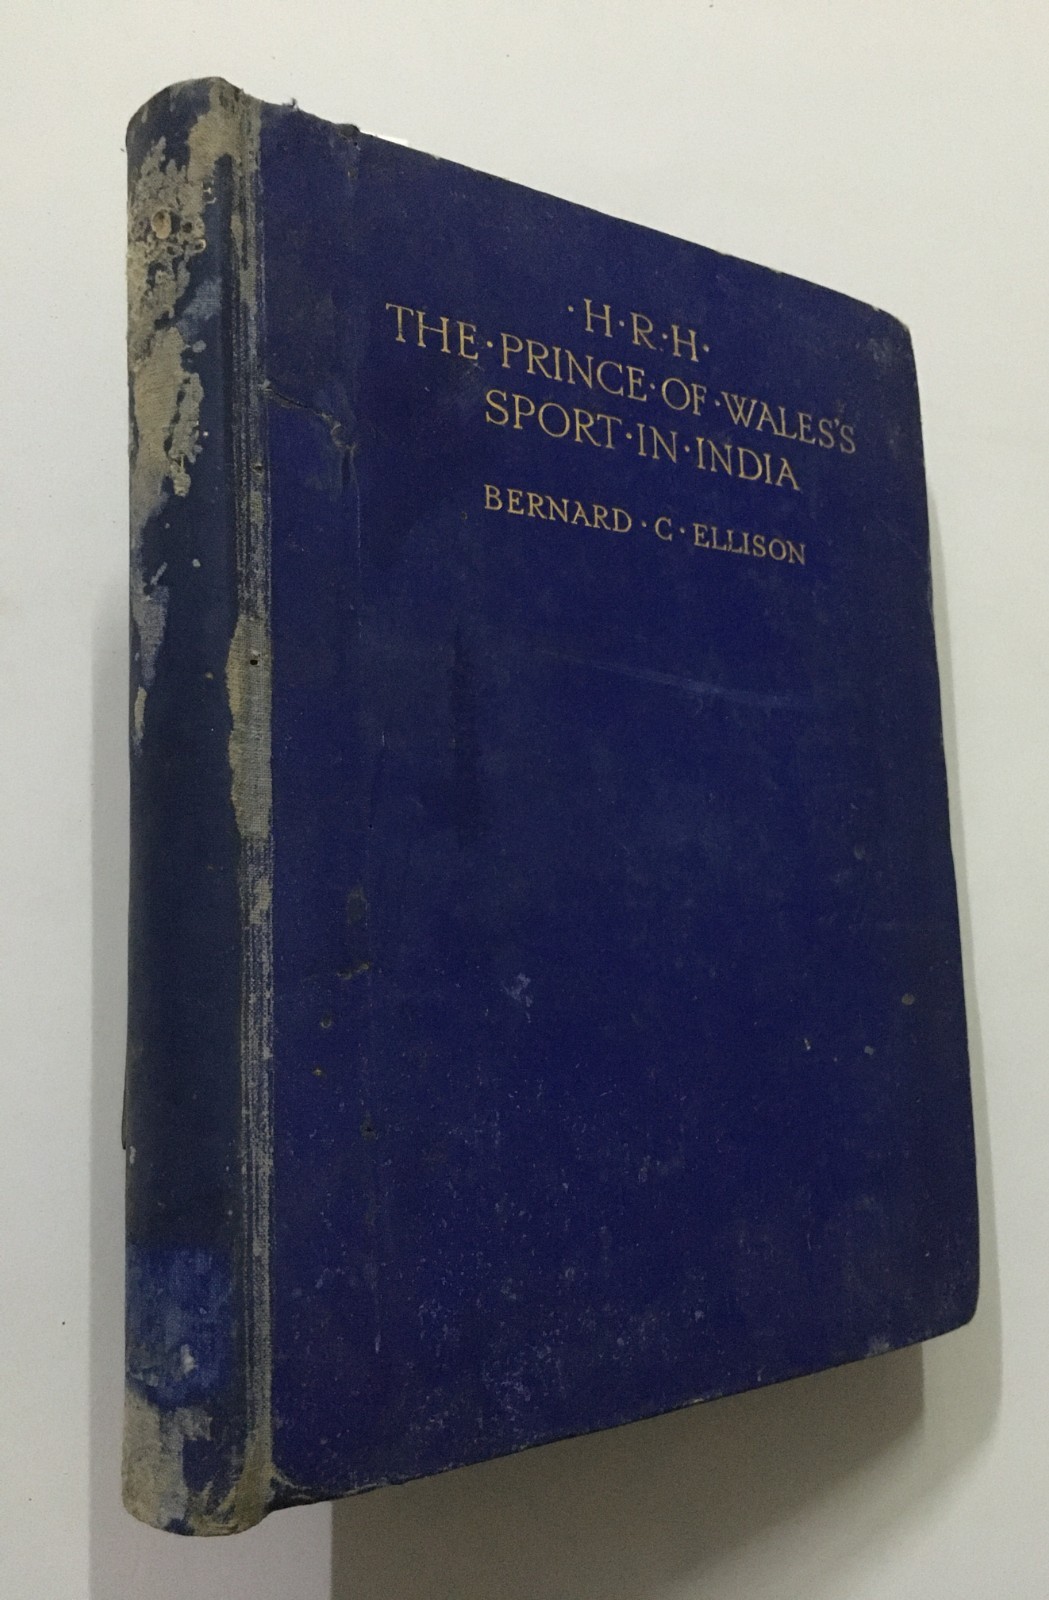 ·H·R·H·
THE·PRINCE·OF·WALES'S
SPORT·IN·INDIA
BERNARD·C·ELLISON